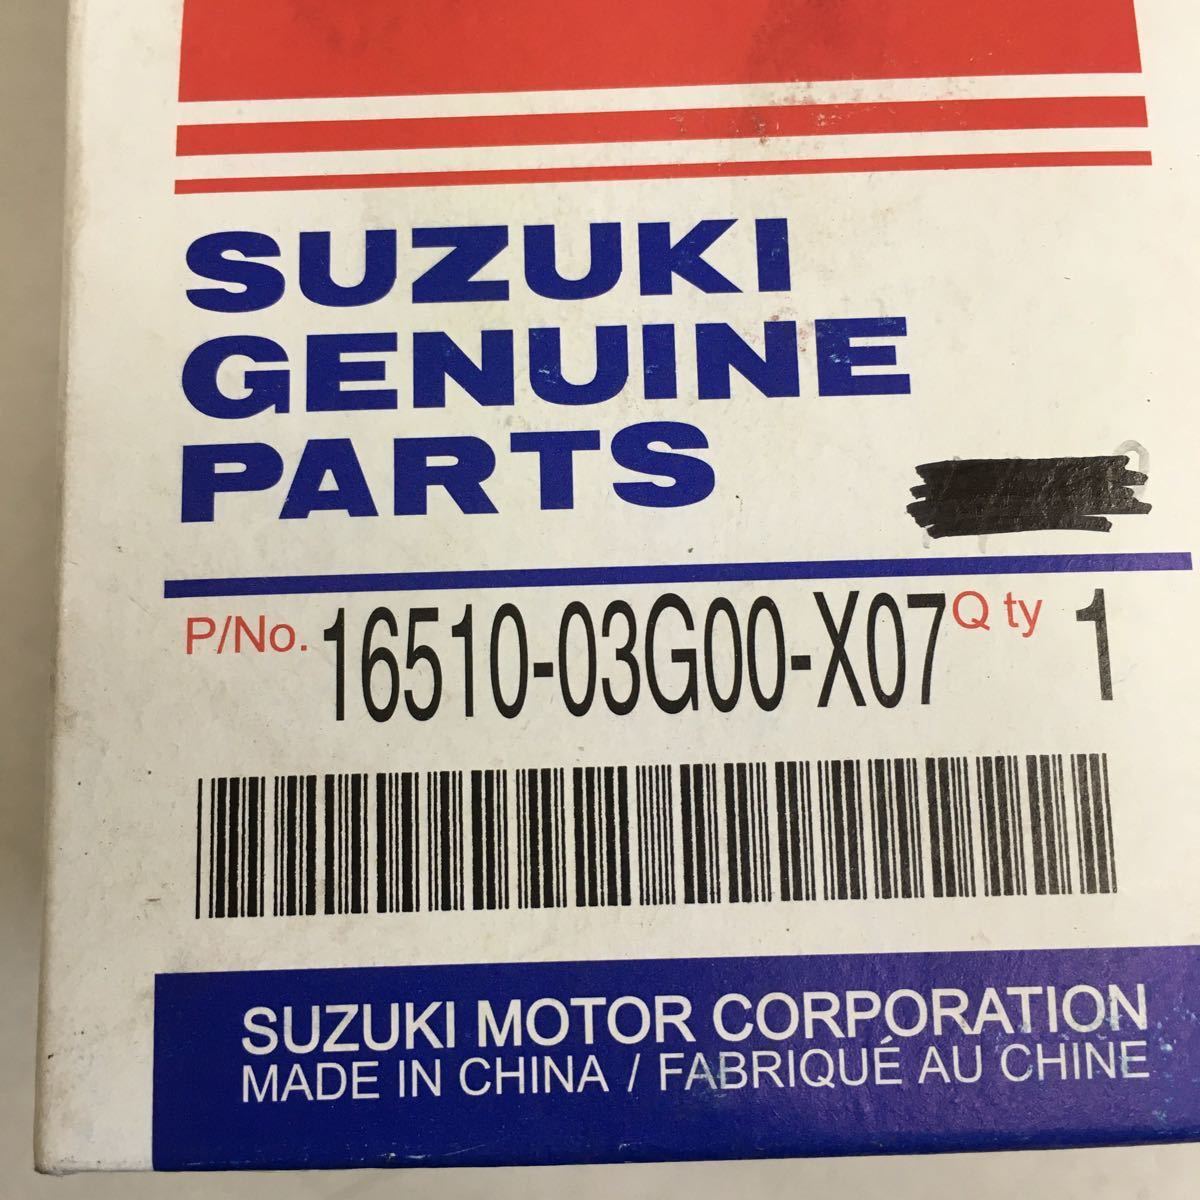 SUZUKI
GENUINE
PARTS
P/No. 16510-03G00-X07 Q ty 1
SUZUKI MOTOR CORPORATION
MADE IN CHINA / FABRIQUÉ AU CHINE